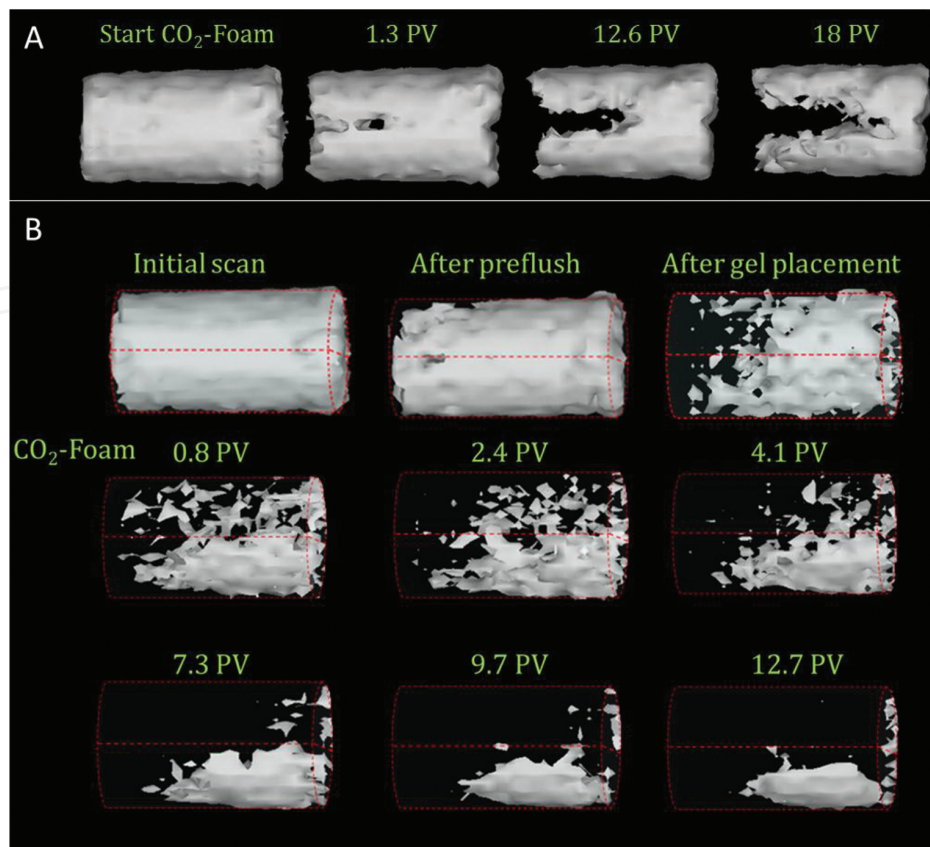 A
Start CO₂-Foam 1.3 PV 12.6 PV 18 PV
B
Initial scan After preflush After gel placement
CO₂-Foam 0.8 PV 2.4 PV 4.1 PV
7.3 PV 9.7 PV 12.7 PV